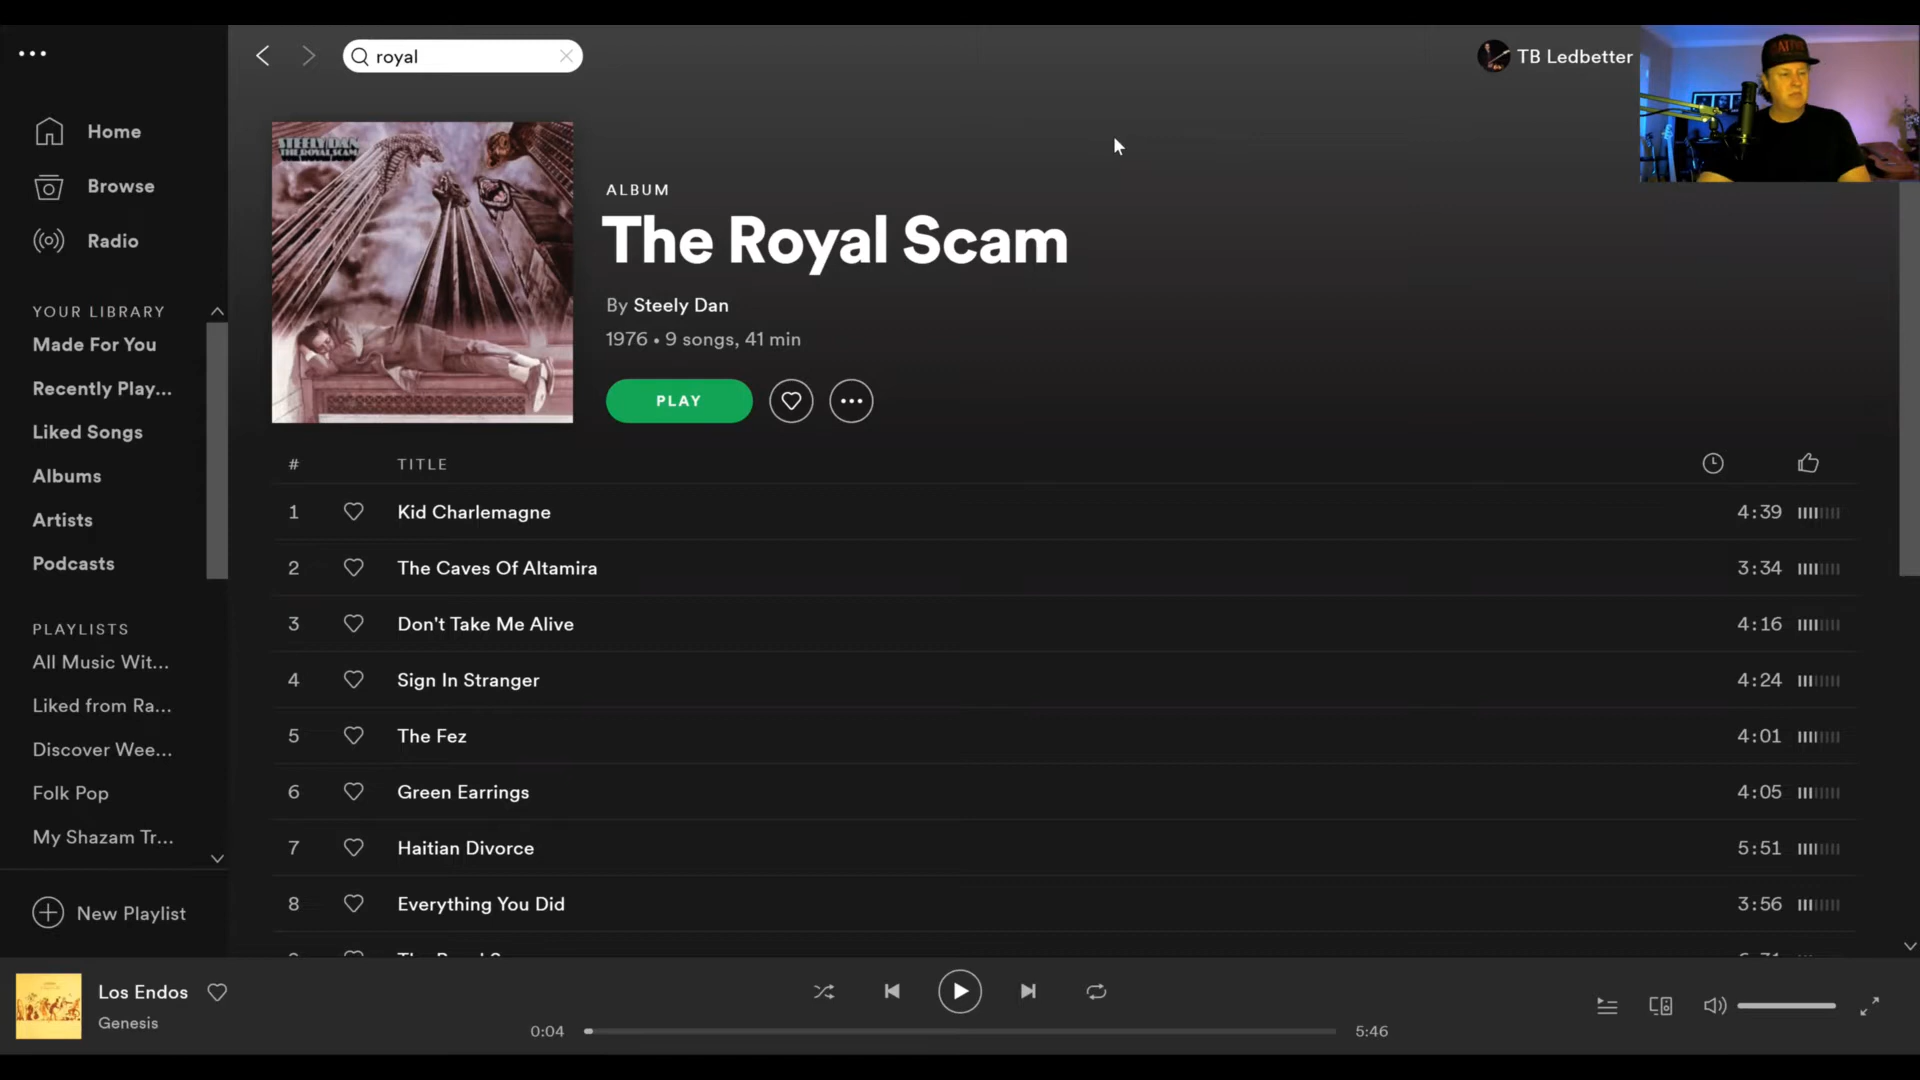 royal
TB Ledbetter
Home
Browse
Radio
YOUR LIBRARY
Made For You
Recently Play...
Liked Songs
Albums
Artists
Podcasts
PLAYLISTS
All Music Wit...
Liked from Ra...
Discover Wee...
Folk Pop
My Shazam Tr...
New Playlist
STEELY DAN
THE ROYAL SCAM
ALBUM
The Royal Scam
By Steely Dan
1976 • 9 songs, 41 min
PLAY
# TITLE
1 Kid Charlemagne 4:39
2 The Caves Of Altamira 3:34
3 Don't Take Me Alive 4:16
4 Sign In Stranger 4:24
5 The Fez 4:01
6 Green Earrings 4:05
7 Haitian Divorce 5:51
8 Everything You Did 3:56
Los Endos
Genesis
0:04
5:46